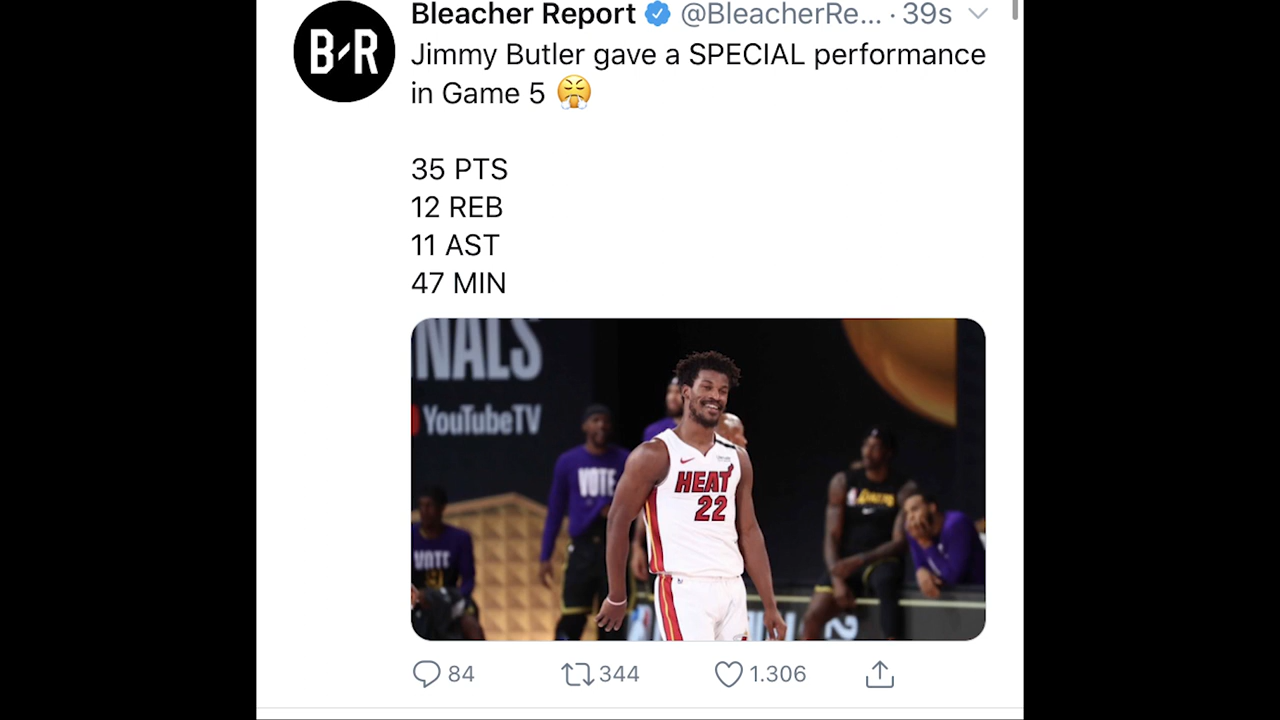 B/R
Bleacher Report @BleacherRe... · 39s
Jimmy Butler gave a SPECIAL performance
in Game 5 😤
35 PTS
12 REB
11 AST
47 MIN
NALS
YouTubeTV
VOTE
HEAT
22
VOTE
84 344 1.306